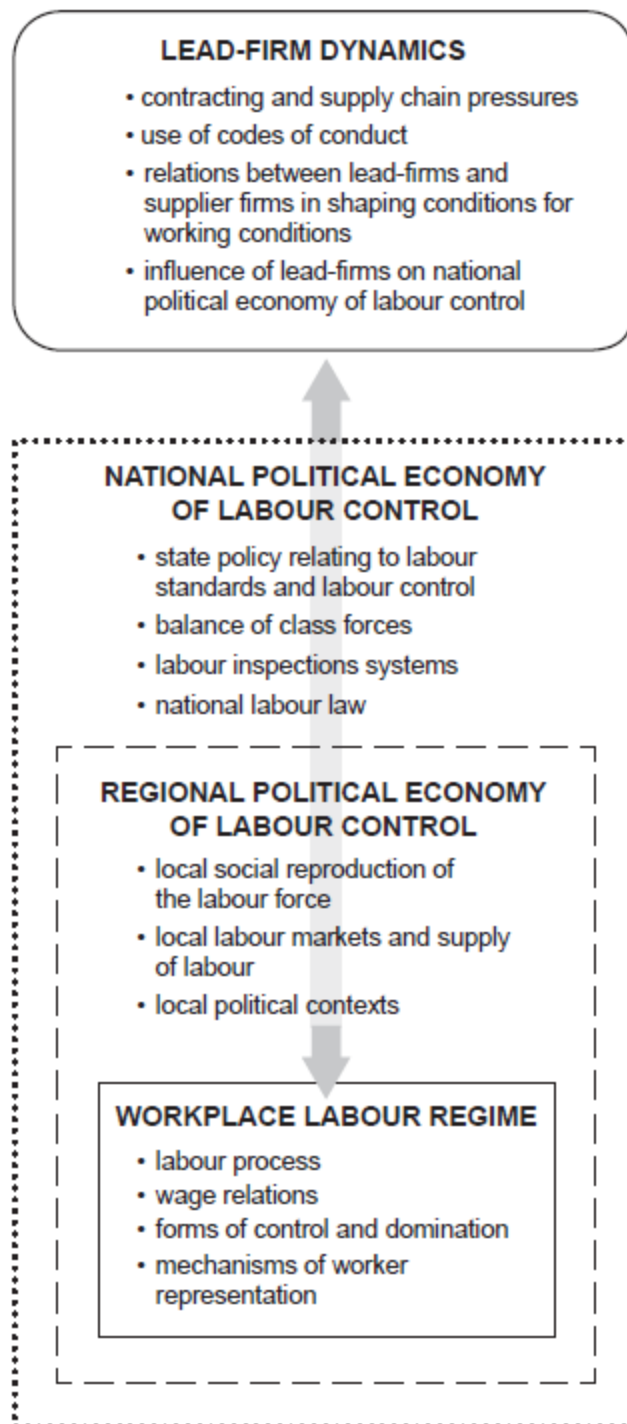 LEAD-FIRM DYNAMICS
• contracting and supply chain pressures
• use of codes of conduct
• relations between lead-firms and
supplier firms in shaping conditions for
working conditions
• influence of lead-firms on national
political economy of labour control
NATIONAL POLITICAL ECONOMY
OF LABOUR CONTROL
• state policy relating to labour
standards and labour control
• balance of class forces
• labour inspections systems
• national labour law
REGIONAL POLITICAL ECONOMY
OF LABOUR CONTROL
• local social reproduction of
the labour force
• local labour markets and supply
of labour
• local political contexts
WORKPLACE LABOUR REGIME
• labour process
• wage relations
• forms of control and domination
• mechanisms of worker
representation